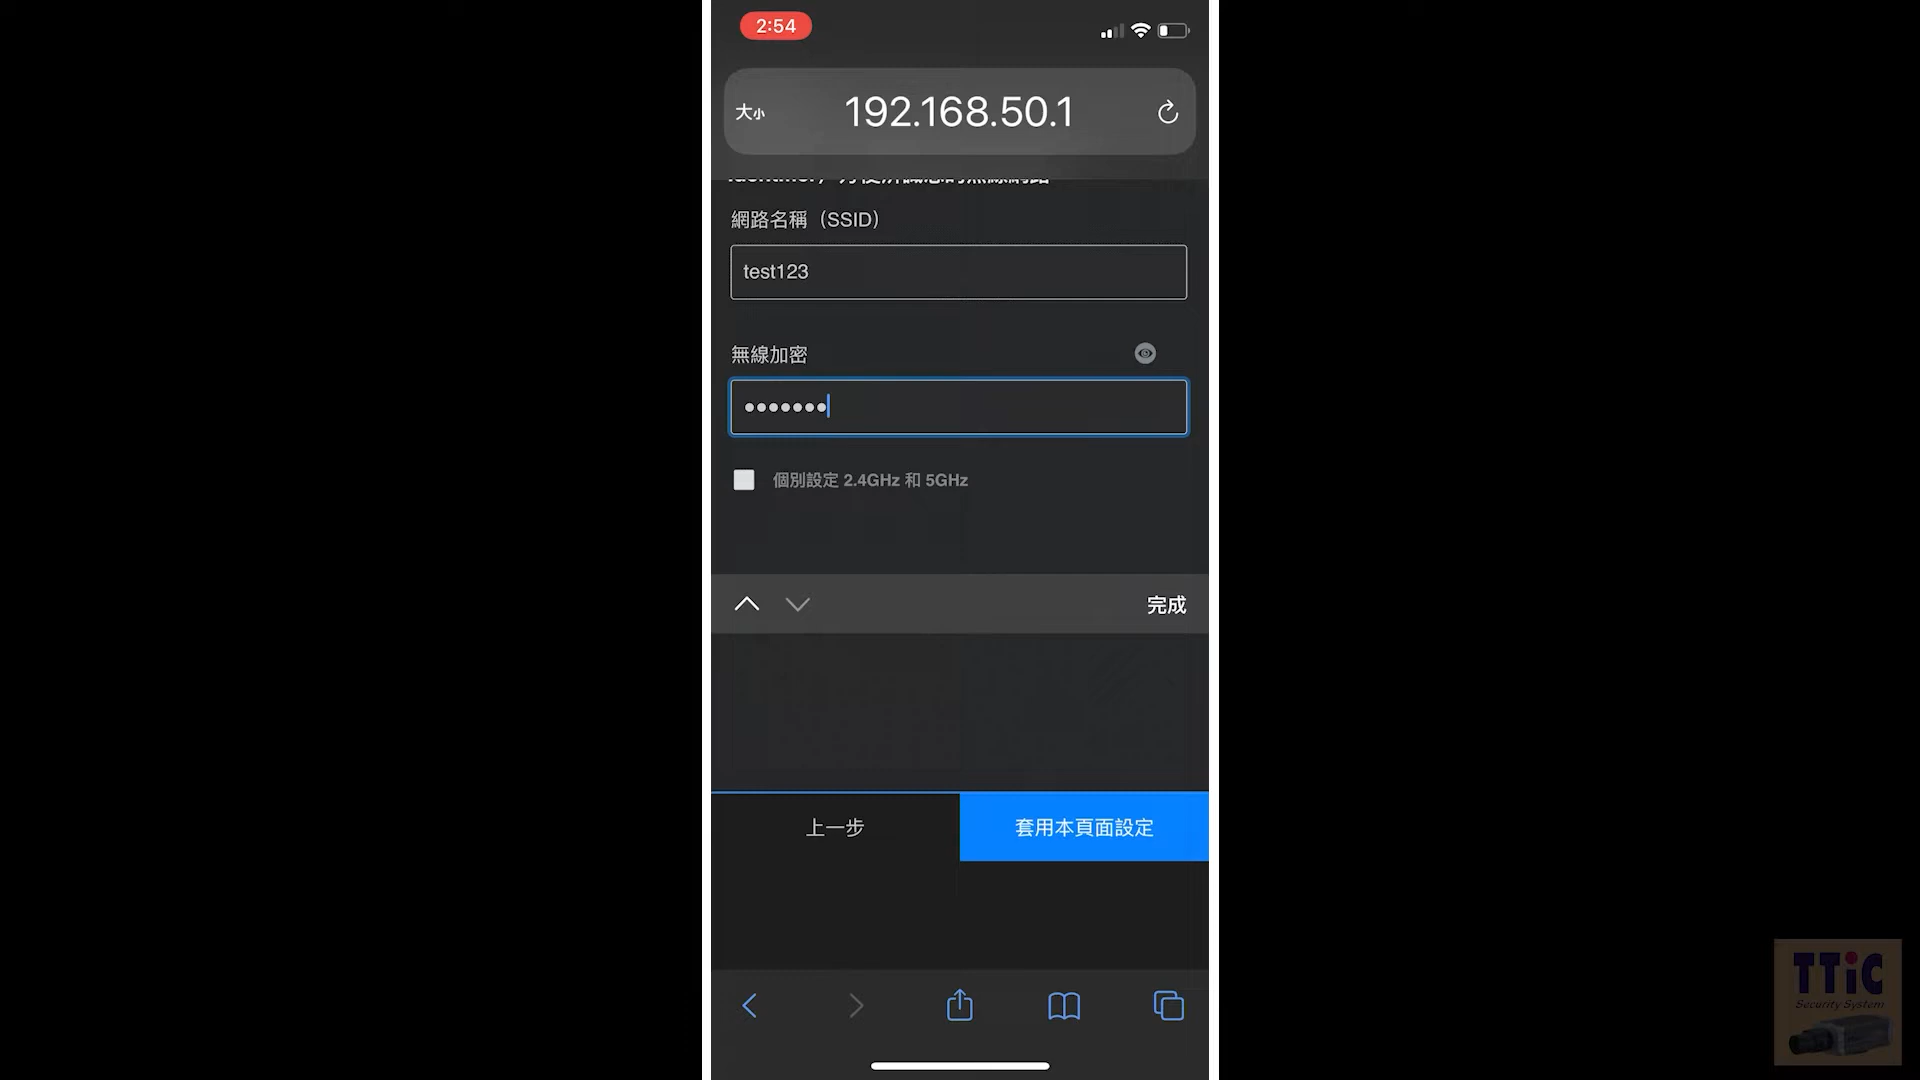 2:54
大小
192.168.50.1
網路名稱（SSID）
test123
無線加密
•••••••
個別設定 2.4GHz 和 5GHz
完成
上一步
套用本頁面設定
TTiC
Security System